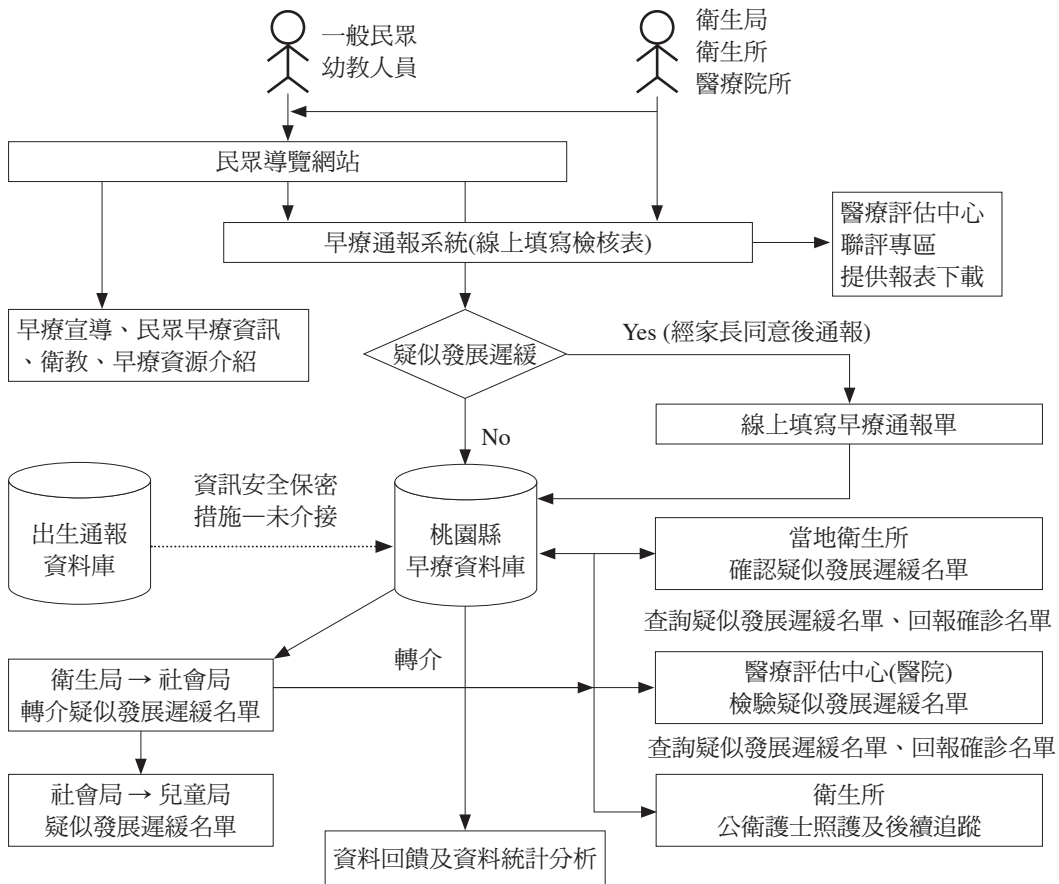 一般民眾
幼教人員
衛生局
衛生所
醫療院所
民眾導覽網站
早療通報系統(線上填寫檢核表)
醫療評估中心
聯評專區
提供報表下載
早療宣導、民眾早療資訊
、衛教、早療資源介紹
疑似發展遲緩
Yes (經家長同意後通報)
線上填寫早療通報單
No
出生通報
資料庫
資訊安全保密
措施—未介接
桃園縣
早療資料庫
當地衛生所
確認疑似發展遲緩名單
查詢疑似發展遲緩名單、回報確診名單
衛生局 → 社會局
轉介疑似發展遲緩名單
轉介
醫療評估中心(醫院)
檢驗疑似發展遲緩名單
查詢疑似發展遲緩名單、回報確診名單
社會局 → 兒童局
疑似發展遲緩名單
衛生所
公衛護士照護及後續追蹤
資料回饋及資料統計分析